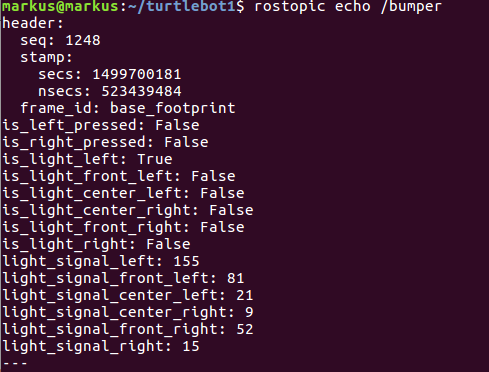 markus@markus:~/turtlebot1$ rostopic echo /bumper
header:
  seq: 1248
  stamp:
    secs: 1499700181
    nsecs: 523439484
  frame_id: base_footprint
is_left_pressed: False
is_right_pressed: False
is_light_left: True
is_light_front_left: False
is_light_center_left: False
is_light_center_right: False
is_light_front_right: False
is_light_right: False
light_signal_left: 155
light_signal_front_left: 81
light_signal_center_left: 21
light_signal_center_right: 9
light_signal_front_right: 52
light_signal_right: 15
---